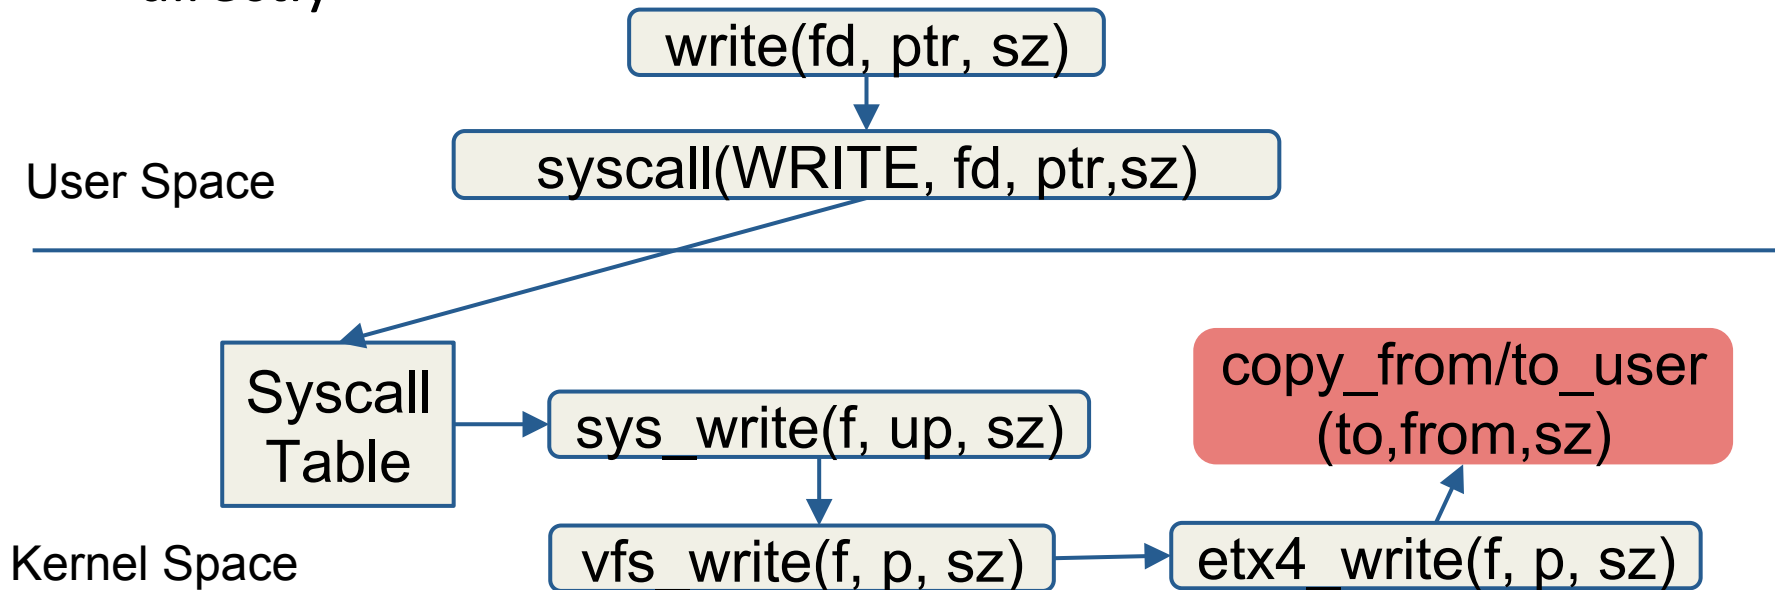 directly
write(fd, ptr, sz)
syscall(WRITE, fd, ptr,sz)
User Space
Syscall
Table
copy_from/to_user
(to,from,sz)
sys_write(f, up, sz)
vfs_write(f, p, sz)
etx4_write(f, p, sz)
Kernel Space